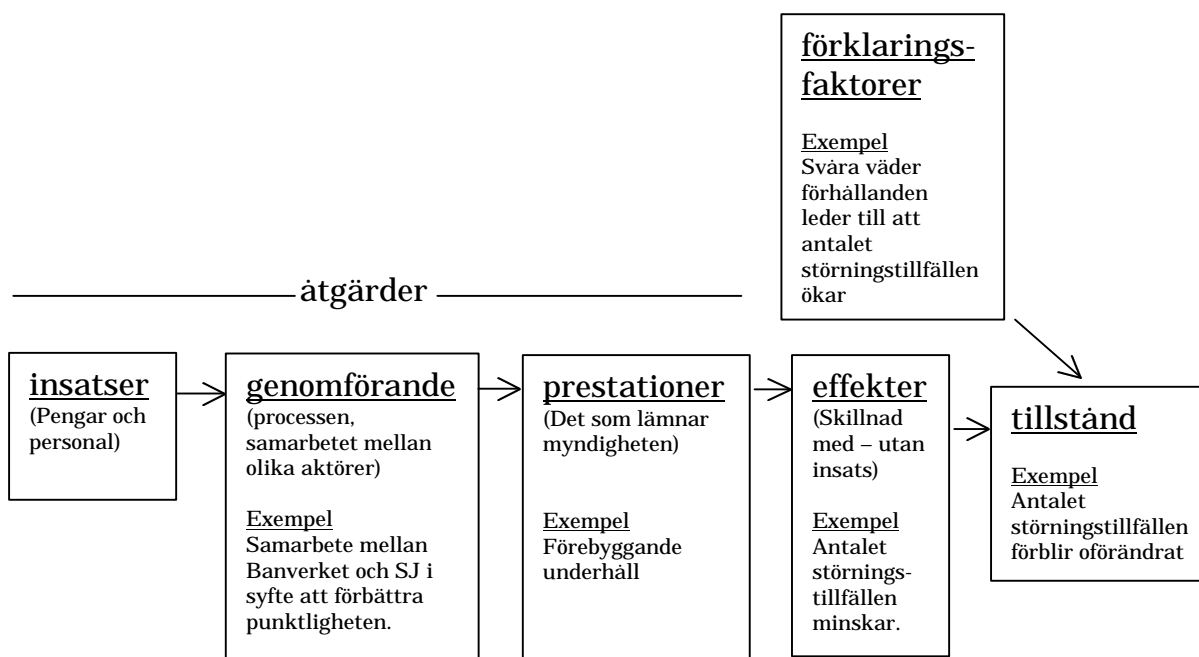 förklarings-
faktorer
Exempel
Svåra väder
förhållanden
leder till att
antalet
störningstillfällen
ökar
åtgärder
insatser
(Pengar och
personal)
genomförande
(processen,
samarbetet mellan
olika aktörer)
Exempel
Samarbete mellan
Banverket och SJ i
syfte att förbättra
punktligheten.
prestationer
(Det som lämnar
myndigheten)
Exempel
Förebyggande
underhåll
effekter
(Skillnad
med – utan
insats)
Exempel
Antalet
störnings-
tillfällen
minskar.
tillstånd
Exempel
Antalet
störningstillfällen
förblir oförändrat